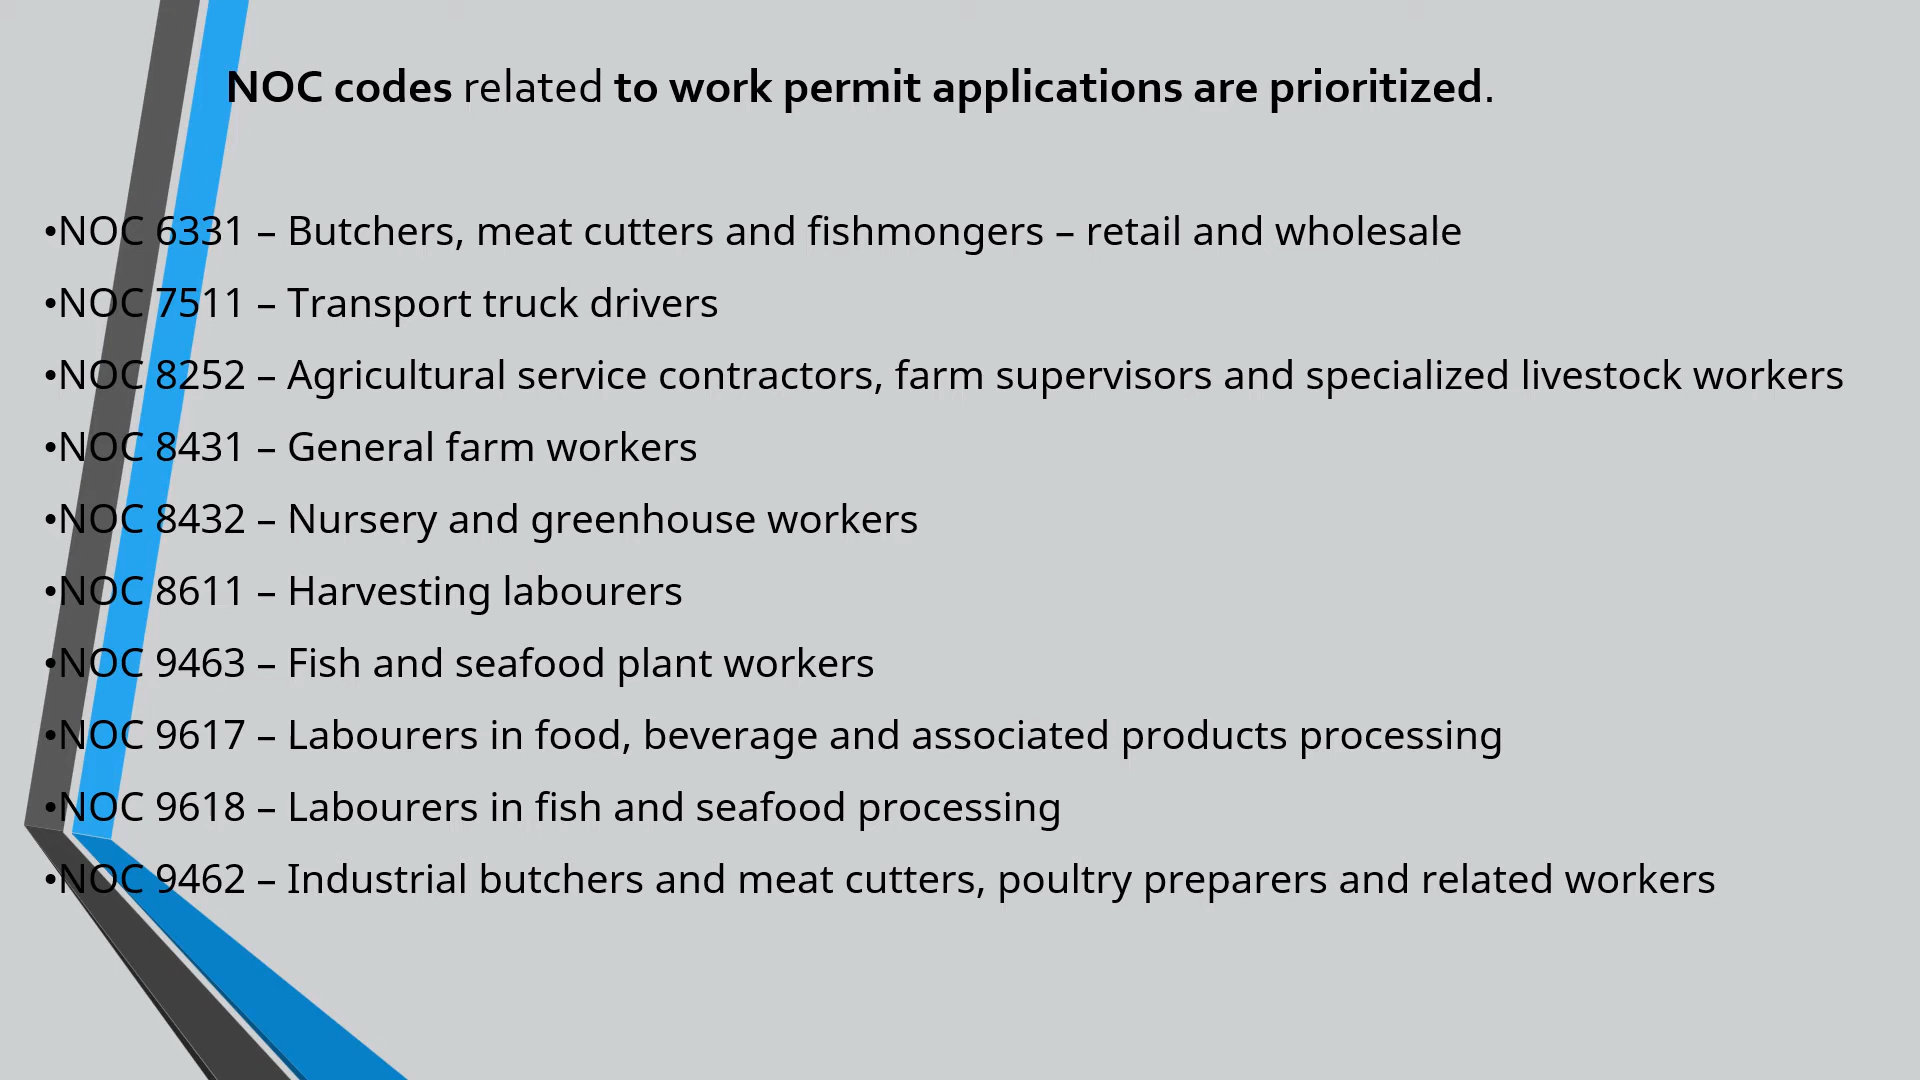 NOC codes related to work permit applications are prioritized.
•NOC 6331 – Butchers, meat cutters and fishmongers – retail and wholesale
•NOC 7511 – Transport truck drivers
•NOC 8252 – Agricultural service contractors, farm supervisors and specialized livestock workers
•NOC 8431 – General farm workers
•NOC 8432 – Nursery and greenhouse workers
•NOC 8611 – Harvesting labourers
•NOC 9463 – Fish and seafood plant workers
•NOC 9617 – Labourers in food, beverage and associated products processing
•NOC 9618 – Labourers in fish and seafood processing
•NOC 9462 – Industrial butchers and meat cutters, poultry preparers and related workers